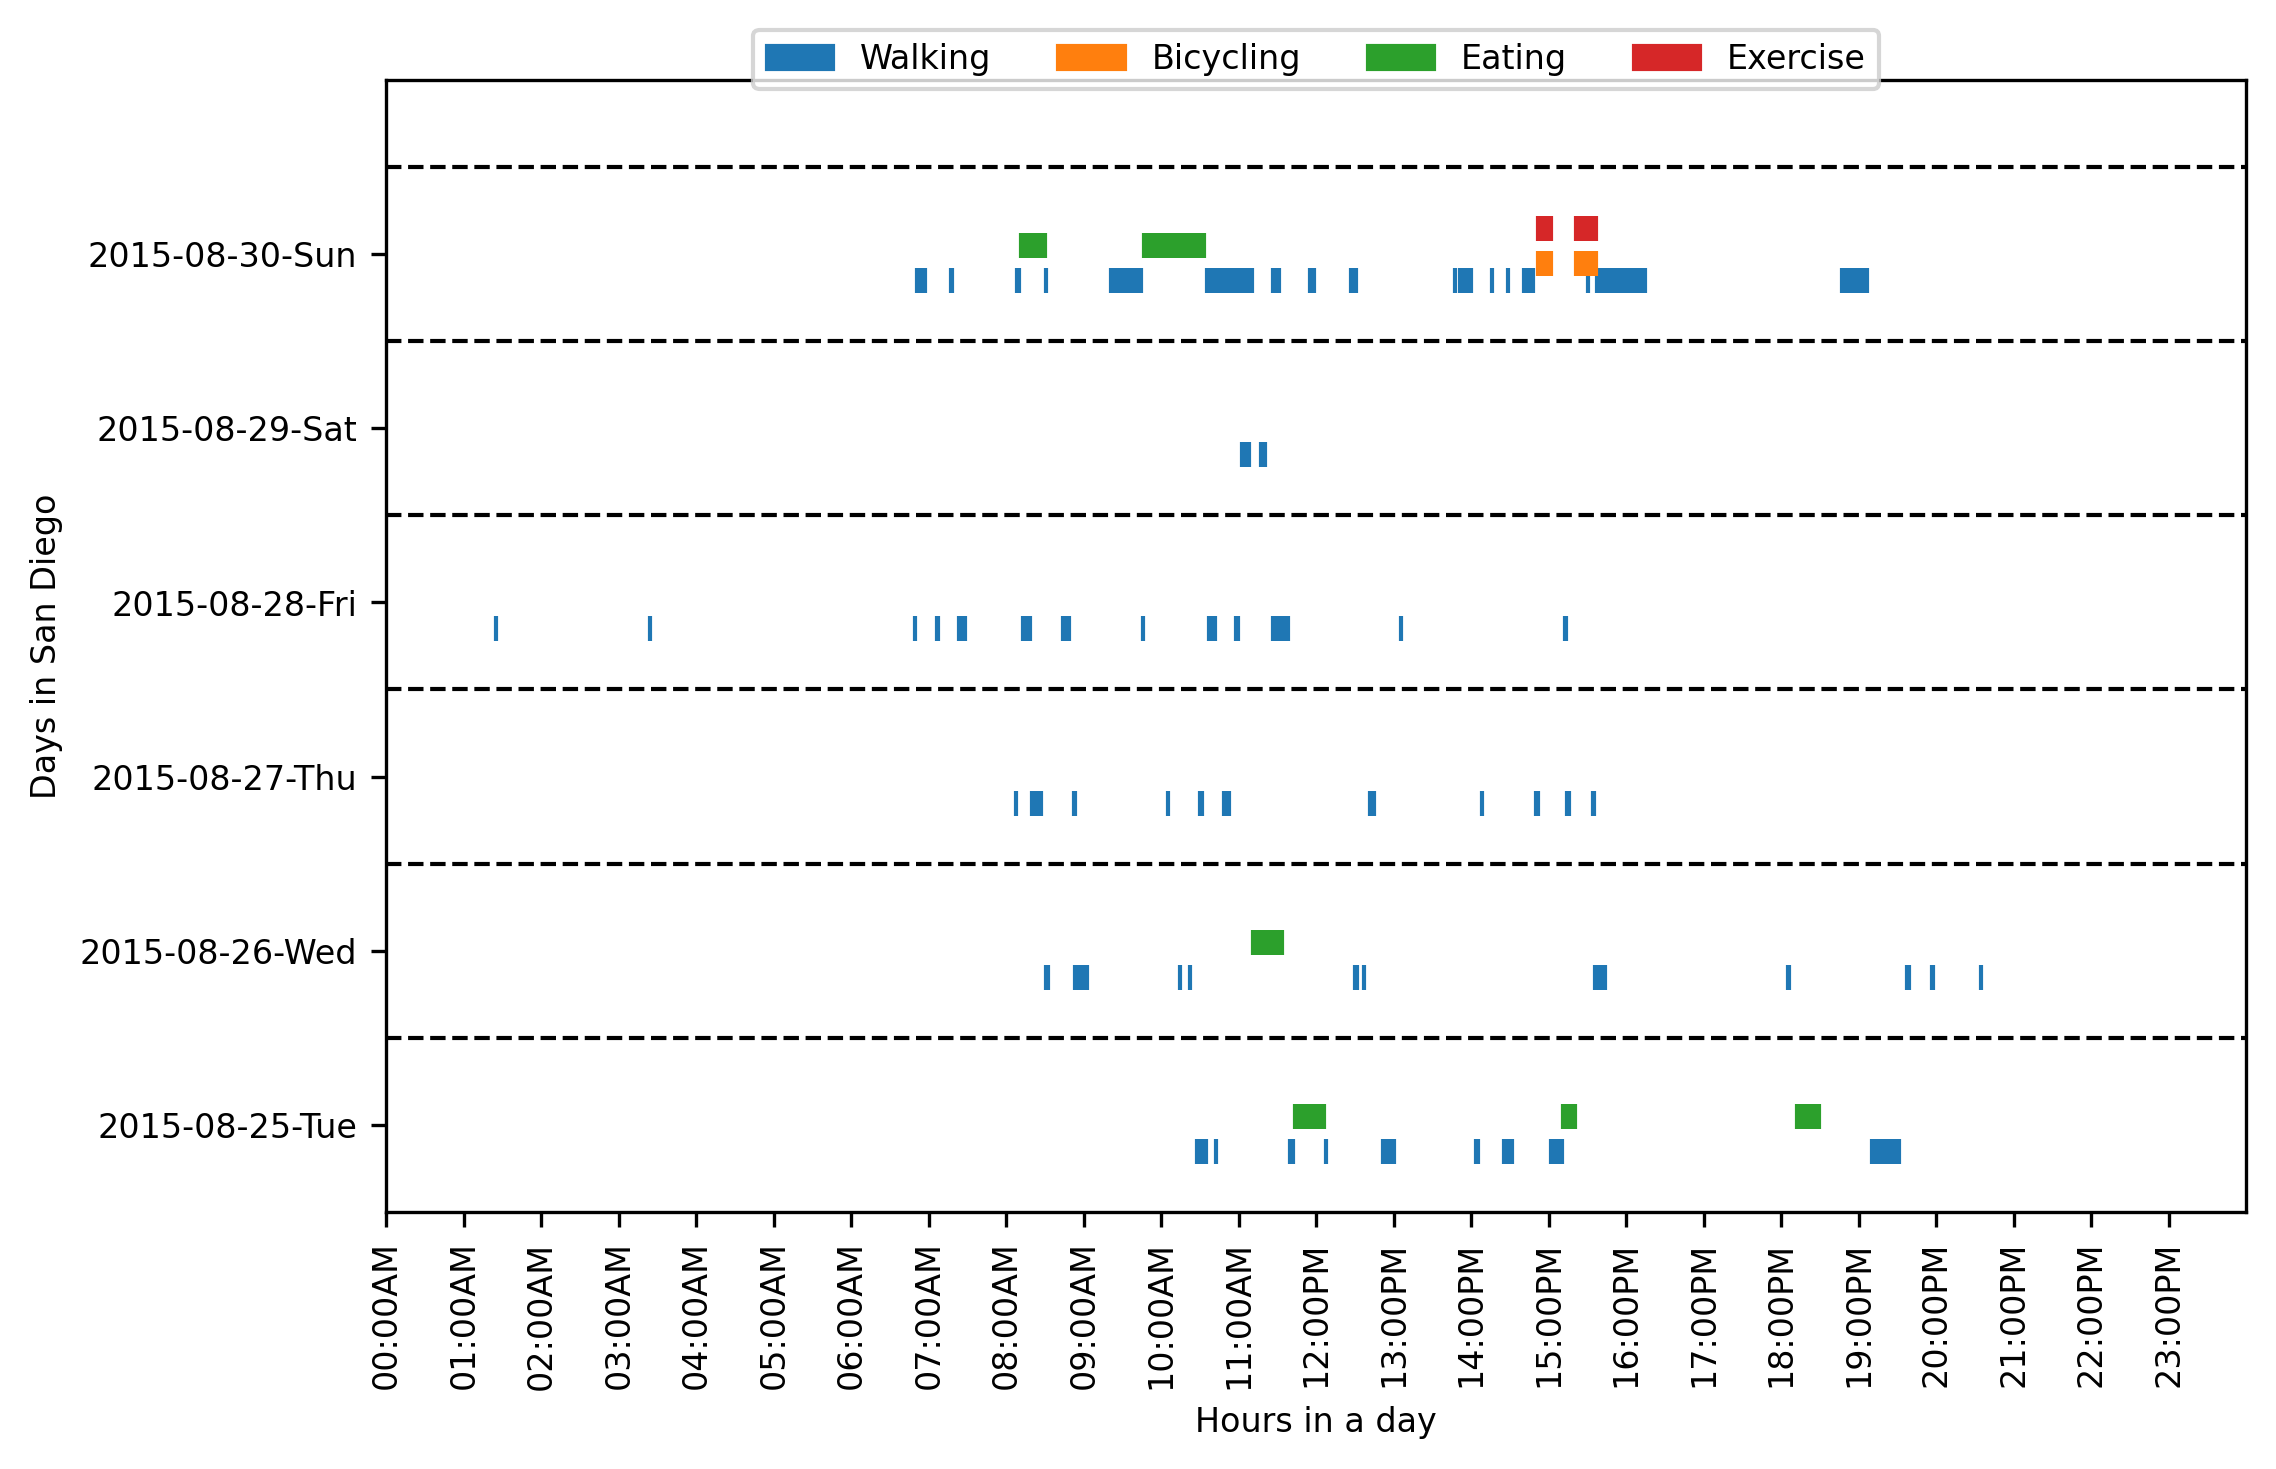 Walking Bicycling Eating Exercise
Days in San Diego
2015-08-30-Sun
2015-08-29-Sat
2015-08-28-Fri
2015-08-27-Thu
2015-08-26-Wed
2015-08-25-Tue
00:00AM
01:00AM
02:00AM
03:00AM
04:00AM
05:00AM
06:00AM
07:00AM
08:00AM
09:00AM
10:00AM
11:00AM
12:00PM
13:00PM
14:00PM
15:00PM
16:00PM
17:00PM
18:00PM
19:00PM
20:00PM
21:00PM
22:00PM
23:00PM
Hours in a day